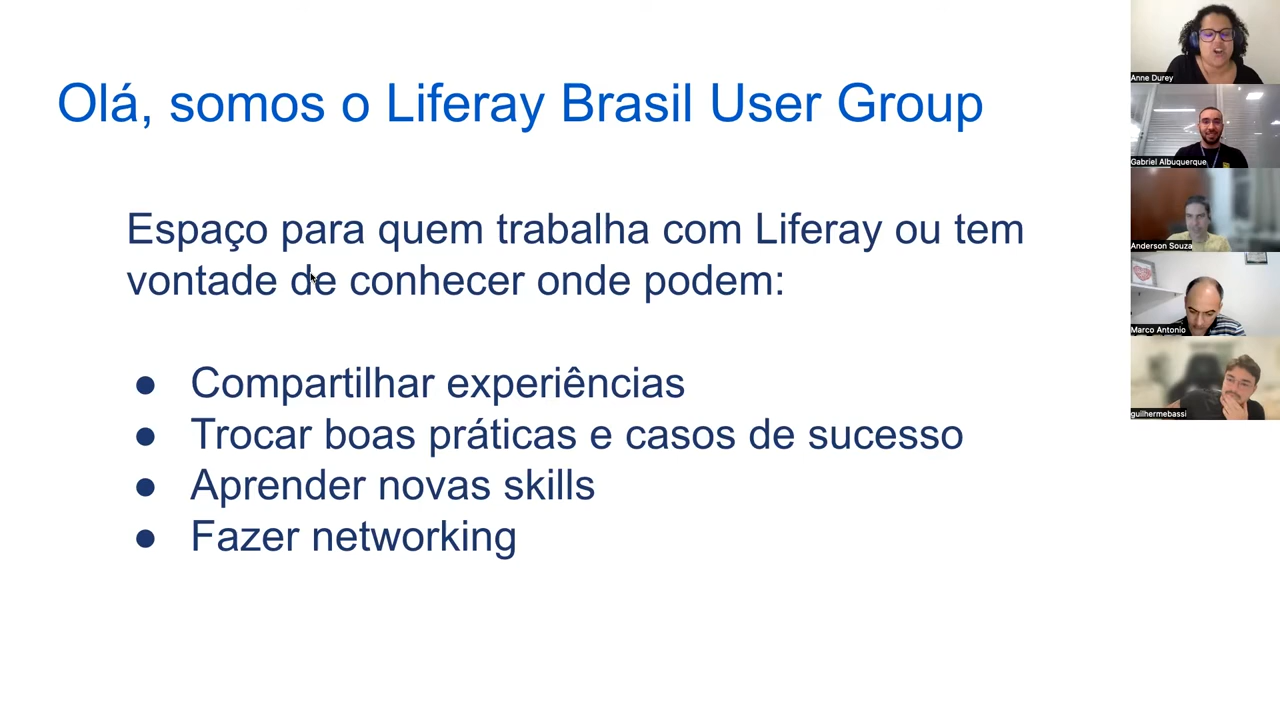 Olá, somos o Liferay Brasil User Group
Espaço para quem trabalha com Liferay ou tem
vontade de conhecer onde podem:
● Compartilhar experiências
● Trocar boas práticas e casos de sucesso
● Aprender novas skills
● Fazer networking
Anne Durey
Gabriel Albuquerque
Anderson Souza
Marco Antonio
guilhermebassi